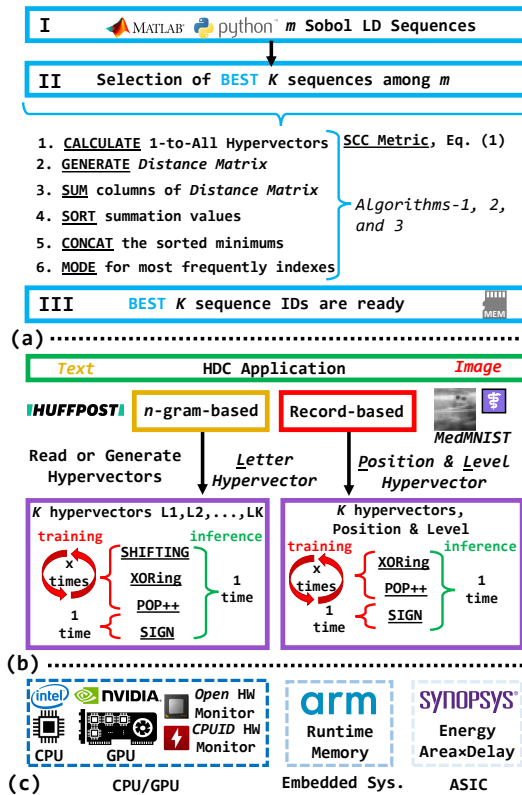 I MATLAB® python™ m Sobol LD Sequences
II Selection of BEST K sequences among m
1. CALCULATE 1-to-All Hypervectors SCC Metric, Eq. (1)
2. GENERATE Distance Matrix
3. SUM columns of Distance Matrix
4. SORT summation values
5. CONCAT the sorted minimums
6. MODE for most frequently indexes
Algorithms-1, 2,
and 3
III BEST K sequence IDs are ready MEM
(a)
Text HDC Application Image
HUFFPOST n-gram-based Record-based
MedMNIST
Read or Generate
Hypervectors
Letter
Hypervector
Position & Level
Hypervector
K hypervectors L1,L2,...,LK
training inference
x
times
SHIFTING
XORing
POP++
1
time
1
time
SIGN
K hypervectors,
Position & Level
training inference
x
times
XORing
POP++
1
time
1
time
SIGN
(b)
intel NVIDIA. Open HW
Monitor
CPUID HW
Monitor
CPU GPU
arm
Runtime
Memory
SYNOPSYS®
Energy
Area×Delay
(c) CPU/GPU Embedded Sys. ASIC